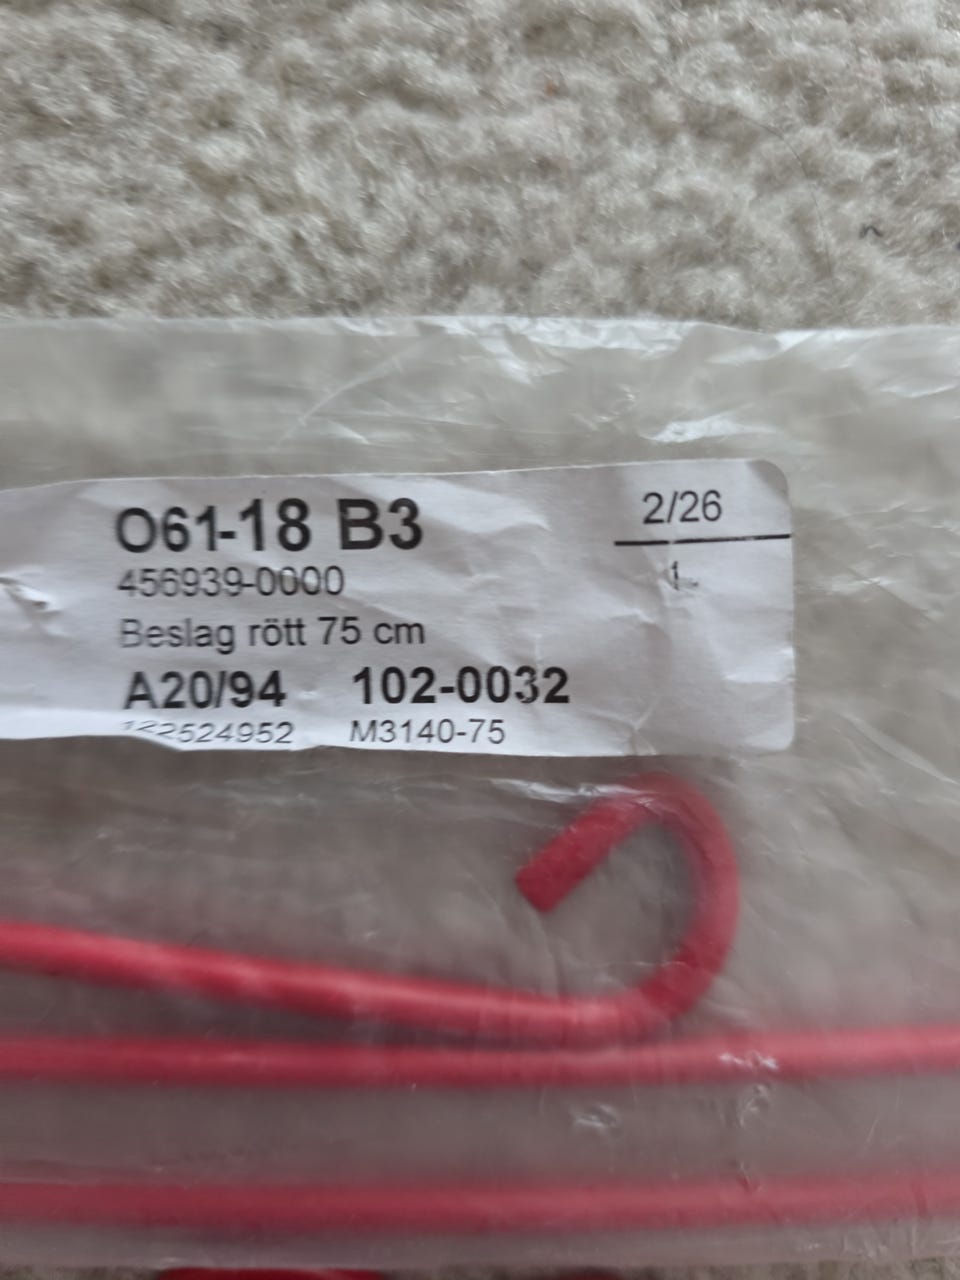 O61-18 B3
2/26
456939-0000
1
Beslag rött 75 cm
A20/94 102-0032
M3140-75